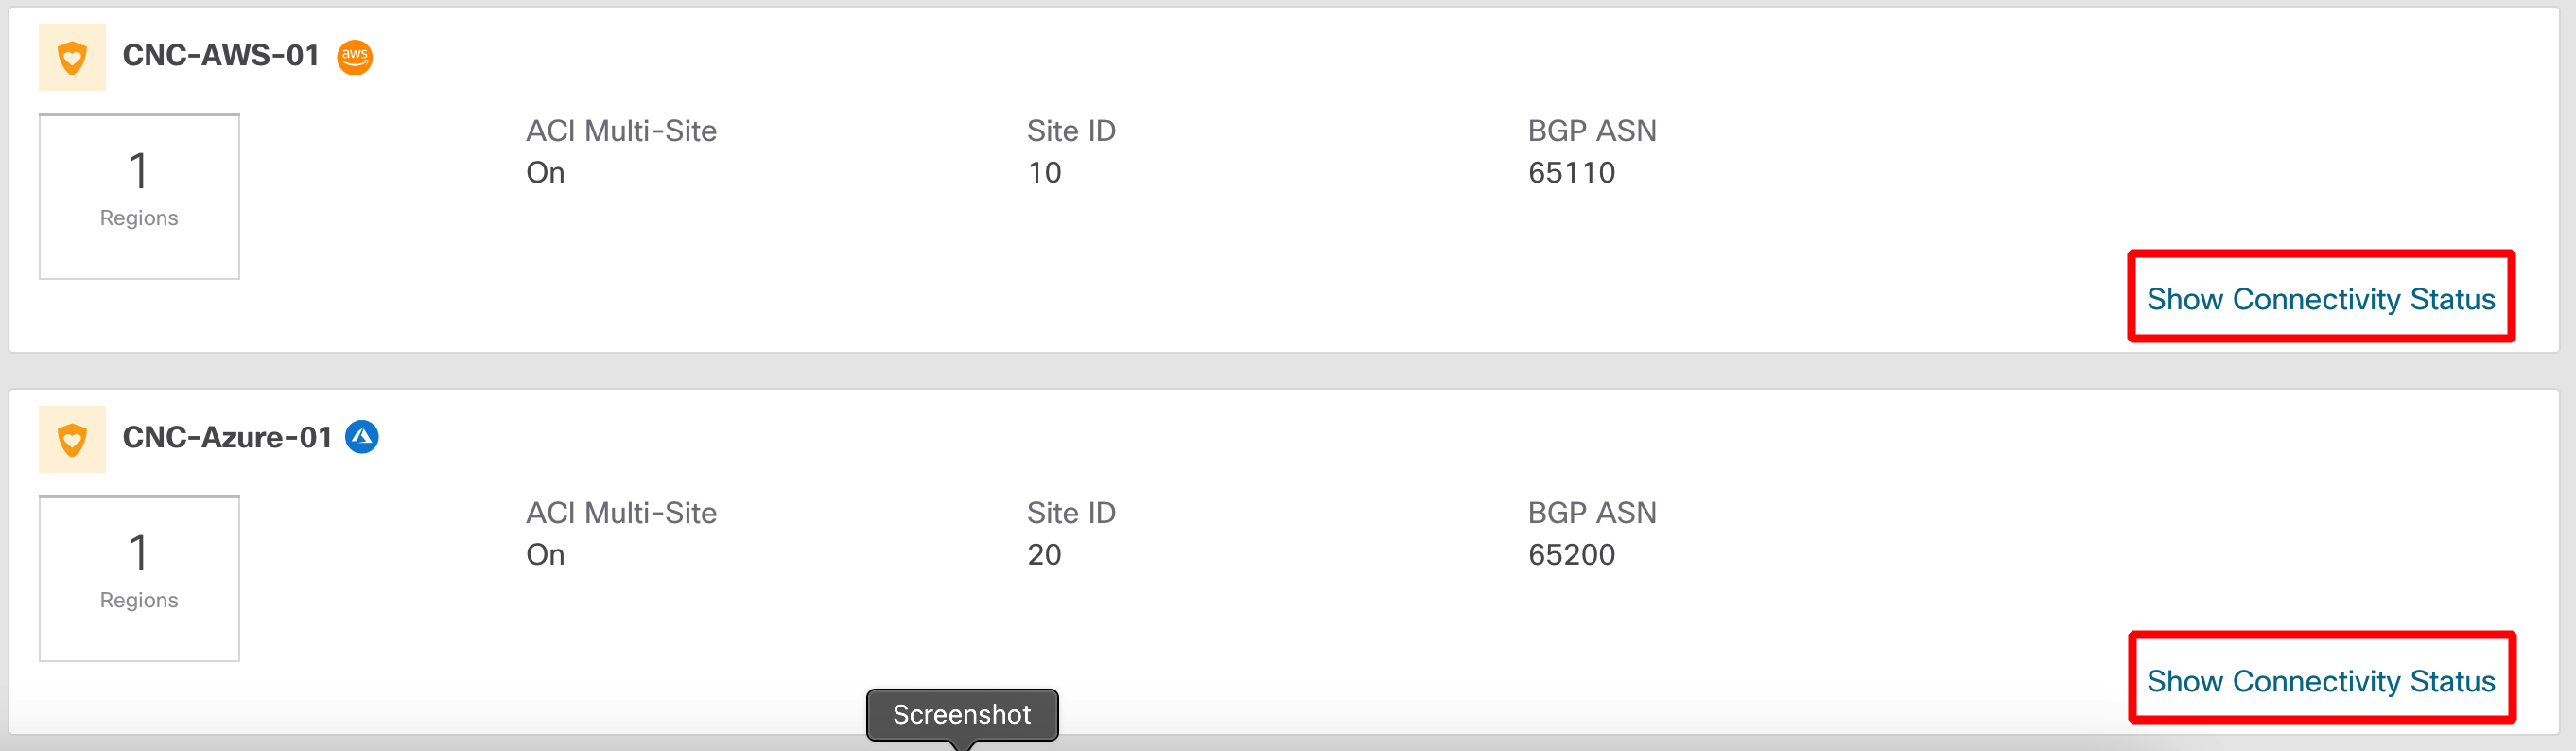 CNC-AWS-01 aws
ACI Multi-Site Site ID BGP ASN
On 10 65110
1
Regions
Show Connectivity Status
CNC-Azure-01
ACI Multi-Site Site ID BGP ASN
On 20 65200
1
Regions
Show Connectivity Status
Screenshot